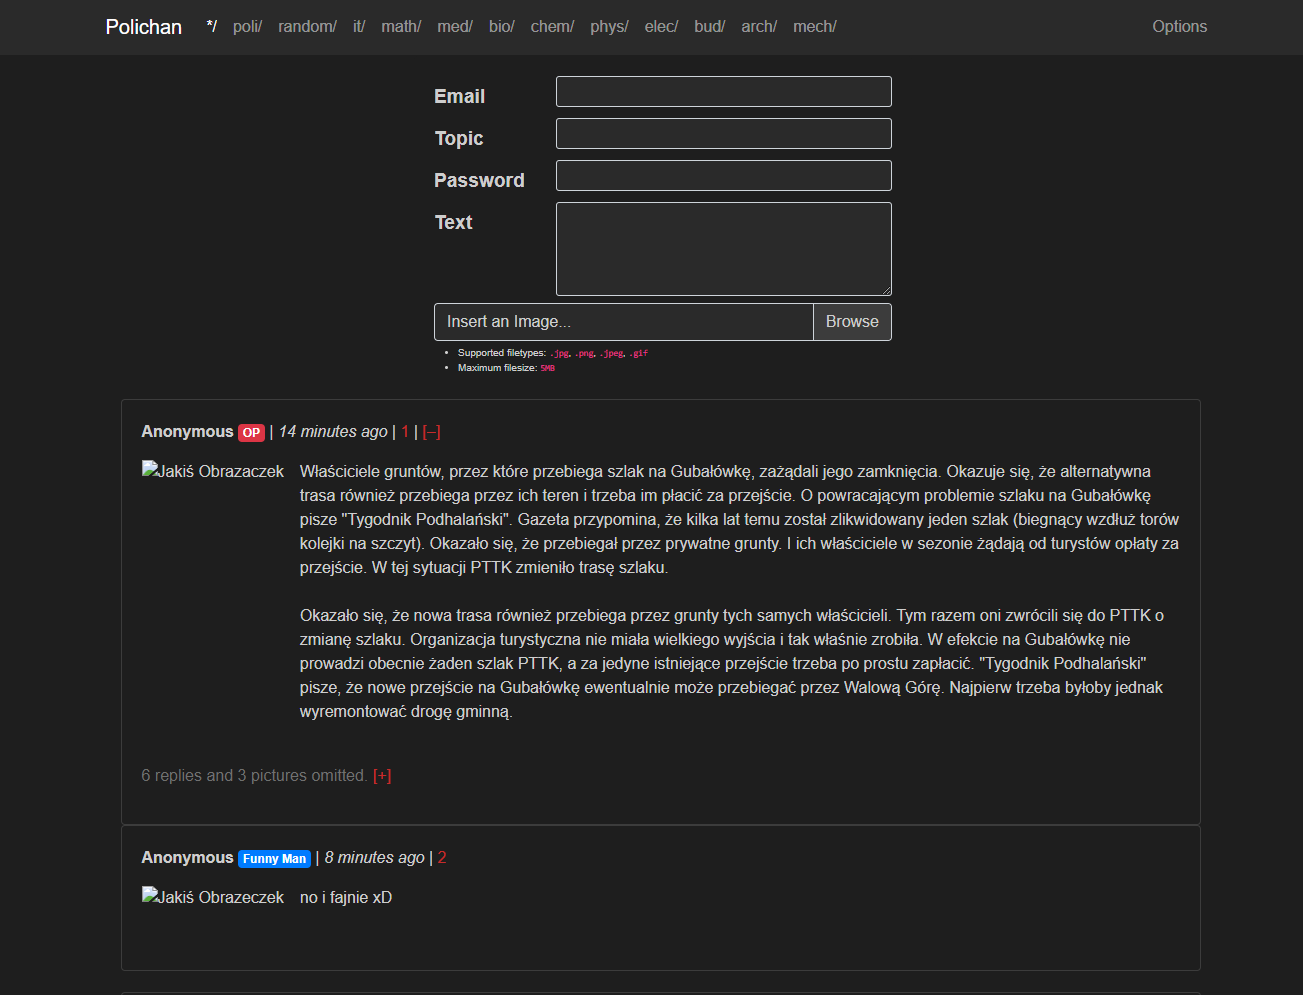 Polichan */ poli/ random/ it/ math/ med/ bio/ chem/ phys/ elec/ bud/ arch/ mech/ Options
Email
Topic
Password
Text
Insert an Image... Browse
• Supported filetypes: .jpg, .png, .jpeg, .gif
• Maximum filesize: 5MB
Anonymous OP | 14 minutes ago | 1 | [–]
Jakiś Obrazaczek
Właściciele gruntów, przez które przebiega szlak na Gubałówkę, zażądali jego zamknięcia. Okazuje się, że alternatywna
trasa również przebiega przez ich teren i trzeba im płacić za przejście. O powracającym problemie szlaku na Gubałówkę
pisze "Tygodnik Podhalański". Gazeta przypomina, że kilka lat temu został zlikwidowany jeden szlak (biegnący wzdłuż torów
kolejki na szczyt). Okazało się, że przebiegał przez prywatne grunty. I ich właściciele w sezonie żądają od turystów opłaty za
przejście. W tej sytuacji PTTK zmieniło trasę szlaku.
Okazało się, że nowa trasa również przebiega przez grunty tych samych właścicieli. Tym razem oni zwrócili się do PTTK o
zmianę szlaku. Organizacja turystyczna nie miała wielkiego wyjścia i tak właśnie zrobiła. W efekcie na Gubałówkę nie
prowadzi obecnie żaden szlak PTTK, a za jedyne istniejące przejście trzeba po prostu zapłacić. "Tygodnik Podhalański"
pisze, że nowe przejście na Gubałówkę ewentualnie może przebiegać przez Walową Górę. Najpierw trzeba byłoby jednak
wyremontować drogę gminną.
6 replies and 3 pictures omitted. [+]
Anonymous Funny Man | 8 minutes ago | 2
Jakiś Obrazeczek
no i fajnie xD